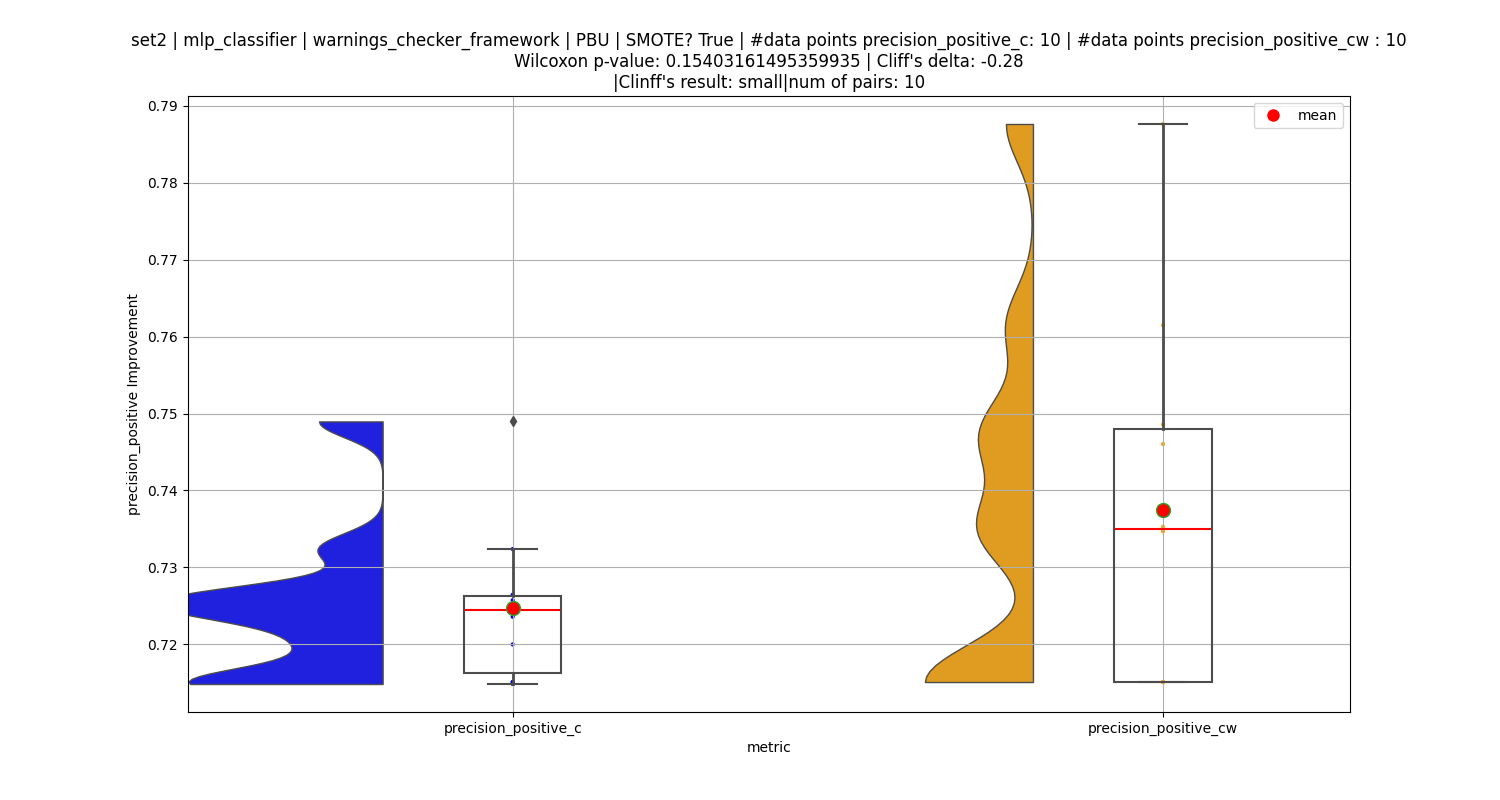 set2 | mlp_classifier | warnings_checker_framework | PBU | SMOTE? True | #data points precision_positive_c: 10 | #data points precision_positive_cw : 10
Wilcoxon p-value: 0.15403161495359935 | Cliff's delta: -0.28
|Clinff's result: small|num of pairs: 10
mean
0.79
0.78
0.77
0.76
0.75
0.74
0.73
0.72
precision_positive Improvement
precision_positive_c
precision_positive_cw
metric